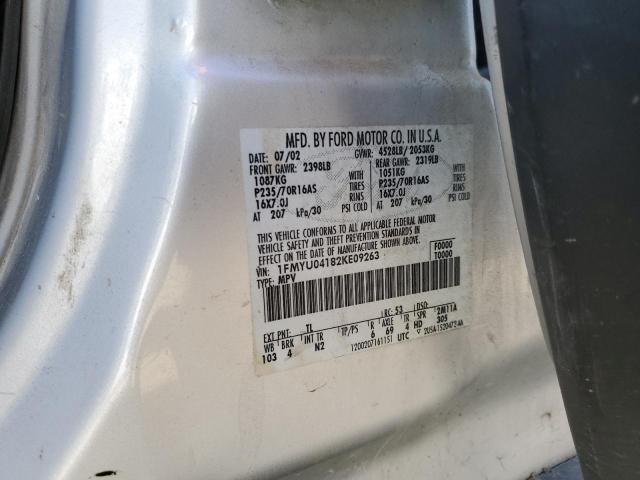 MFD. BY FORD MOTOR CO. IN U.S.A.
DATE: 07/02 GVWR: 4528LB/2053KG
FRONT GAWR: 2398LB REAR GAWR: 2319LB
1087KG WITH 1051KG WITH
P235/70R16AS TIRES P235/70R16AS TIRES
16X7.0J RIMS 16X7.0J RIMS
AT 207 kPa/30 PSI COLD AT 207 kPa/30 PSI COLD
THIS VEHICLE CONFORMS TO ALL APPLICABLE FEDERAL MOTOR
VEHICLE SAFETY AND THEFT PREVENTION STANDARDS IN
EFFECT ON THE DATE OF MANUFACTURE SHOWN ABOVE.
VIN: 1FMYU04182KE09263 F0000
TYPE: MPV T0000
EXT PNT: TL RC: 53 DSO:
WB BRK INT TR TP/PS R AXLE TR SPR 2M11A
103 4 N2 6 69 4 HD 305
1200207161151 UTC